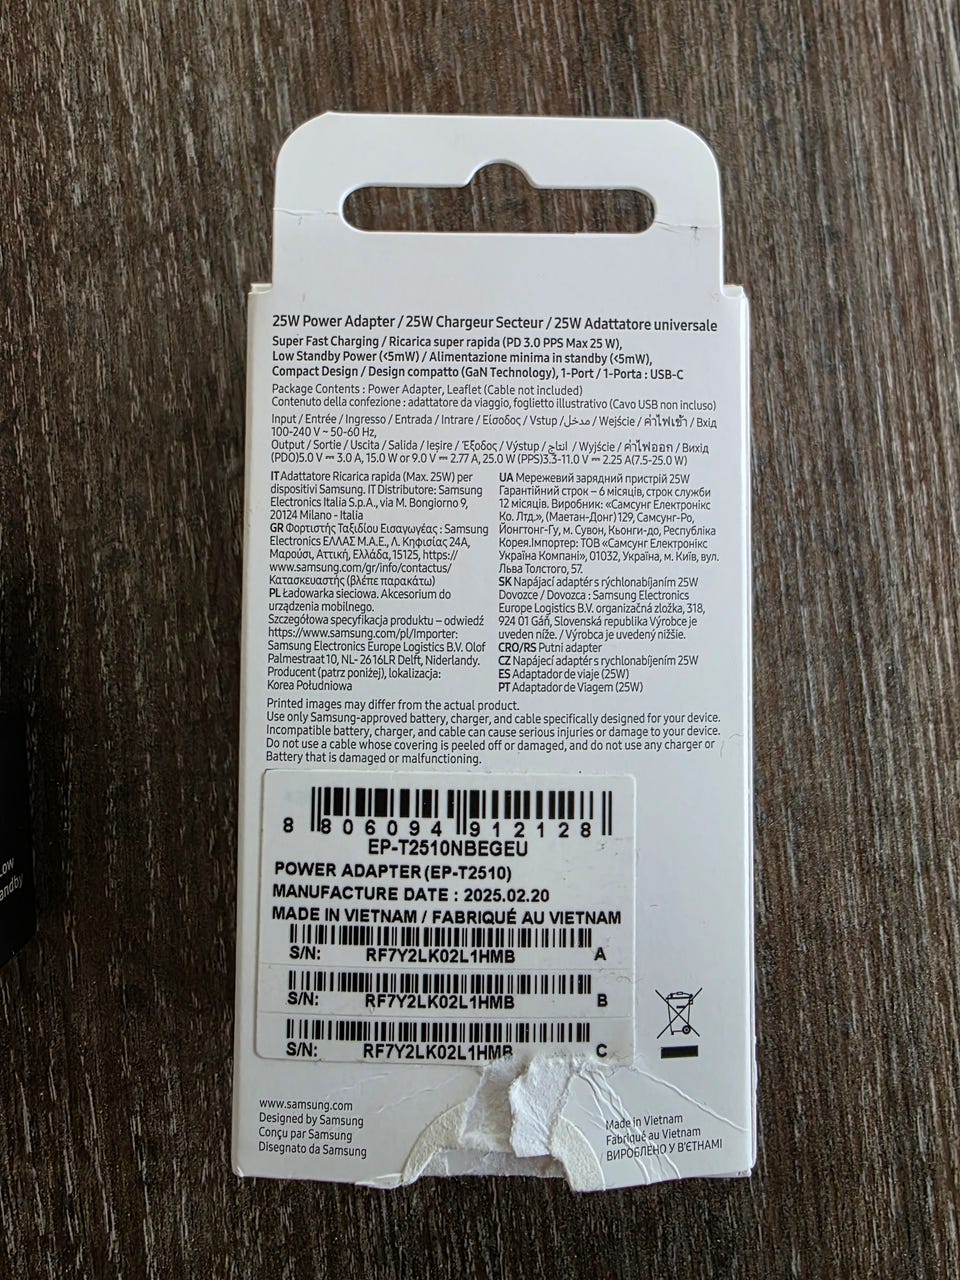 25W Power Adapter / 25W Chargeur Secteur / 25W Adattatore universale
Super Fast Charging / Ricarica super rapida (PD 3.0 PPS Max 25 W),
Low Standby Power (<5mW) / Alimentazione minima in standby (<5mW),
Compact Design / Design compatto (GaN Technology), 1-Port / 1-Porta : USB-C
Package Contents : Power Adapter, Leaflet (Cable not included)
Contenuto della confezione : adattatore da viaggio, foglietto illustrativo (Cavo USB non incluso)
Input / Entrée / Ingresso / Entrada / Intrare / Είσοδος / Vstup / مدخل / Wejście / ค่าไฟเข้า / Вхід
100-240 V ~ 50-60 Hz,
Output / Sortie / Uscita / Salida / Ieșire / Έξοδος / Výstup / إنتاج / Wyjście / ค่าไฟออก / Вихід
(PDO)5.0 V ⎓ 3.0 A, 15.0 W or 9.0 V ⎓ 2.77 A, 25.0 W (PPS)3.3-11.0 V ⎓ 2.25 A(7.5-25.0 W)
IT Adattatore Ricarica rapida (Max. 25W) per
dispositivi Samsung. IT Distributore: Samsung
Electronics Italia S.p.A., via M. Bongiorno 9,
20124 Milano - Italia
GR Φορτιστής Ταξιδίου Εισαγωγέας : Samsung
Electronics ΕΛΛΑΣ Μ.Α.Ε., Λ. Κηφισίας 24Α,
Μαρούσι, Αττική, Ελλάδα, 15125, https://
www.samsung.com/gr/info/contactus/
Κατασκευαστής (βλέπε παρακάτω)
PL Ładowarka sieciowa. Akcesorium do
urządzenia mobilnego.
Szczegółowa specyfikacja produktu – odwiedź
https://www.samsung.com/pl/Importer:
Samsung Electronics Europe Logistics B.V. Olof
Palmestraat 10, NL- 2616LR Delft, Niderlandy.
Producent (patrz poniżej), lokalizacja:
Korea Południowa
UA Мережевий зарядний пристрій 25W
Гарантійний строк – 6 місяців, строк служби
12 місяців. Виробник: «Самсунг Електронікс
Ко. Лтд.», (Маетан-Донг) 129, Самсунг-Ро,
Йонгтонг-Гу, м. Сувон, Кьонги-до, Республіка
Корея.Імпортер: ТОВ «Самсунг Електронікс
Україна Компані», 01032, Україна, м. Київ, вул.
Льва Толстого, 57.
SK Napájací adaptér s rýchlonabíjaním 25W
Dovozce / Dovozca : Samsung Electronics
Europe Logistics B.V. organizačná zložka, 318,
924 01 Gáň, Slovenská republika Výrobce je
uveden níže. / Výrobca je uvedený nižšie.
CRO/RS Putni adapter
CZ Napájecí adaptér s rychlonabíjením 25W
ES Adaptador de viaje (25W)
PT Adaptador de Viagem (25W)
Printed images may differ from the actual product.
Use only Samsung-approved battery, charger, and cable specifically designed for your device.
Incompatible battery, charger, and cable can cause serious injuries or damage to your device.
Do not use a cable whose covering is peeled off or damaged, and do not use any charger or
Battery that is damaged or malfunctioning.
8 806094 912128
EP-T2510NBEGEU
POWER ADAPTER (EP-T2510)
MANUFACTURE DATE : 2025.02.20
MADE IN VIETNAM / FABRIQUÉ AU VIETNAM
S/N: RF7Y2LK02L1HMB A
S/N: RF7Y2LK02L1HMB B
S/N: RF7Y2LK02L1HMB C
www.samsung.com
Designed by Samsung
Conçu par Samsung
Disegnato da Samsung
Made in Vietnam
Fabriqué au Vietnam
ВИРОБЛЕНО У В'ЄТНАМІ